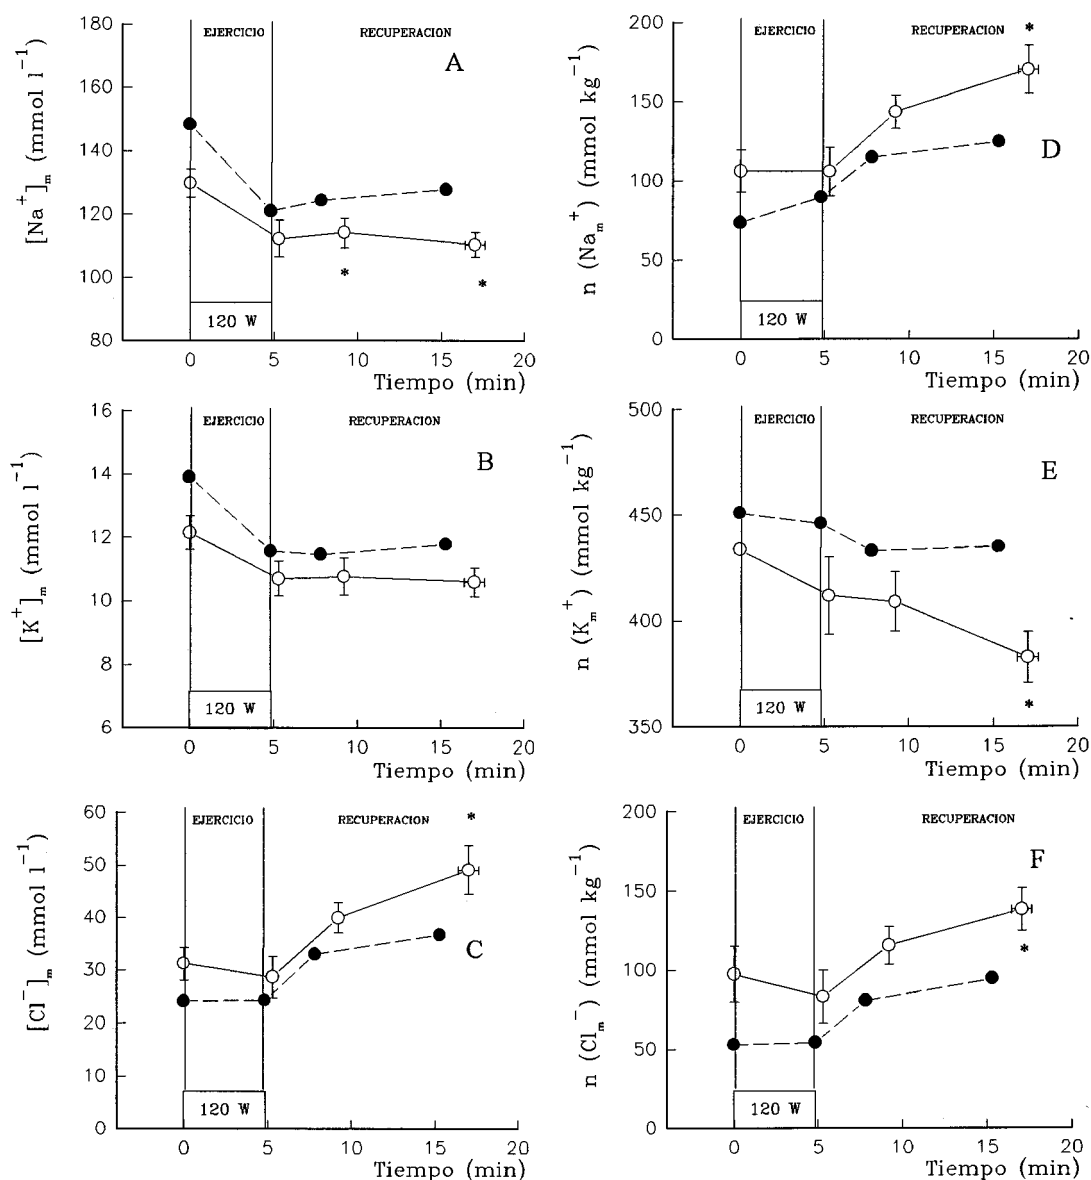 [Na⁺]ₘ (mmol l⁻¹)
180
160
140
120
100
80
EJERCICIO
RECUPERACION
A
*
*
120 W
0
5
10
15
20
Tiempo (min)
n (Naₘ⁺) (mmol kg⁻¹)
200
150
100
50
0
EJERCICIO
RECUPERACION
*
D
120 W
0
5
10
15
20
Tiempo (min)
[K⁺]ₘ (mmol l⁻¹)
16
14
12
10
8
6
EJERCICIO
RECUPERACION
B
120 W
0
5
10
15
20
Tiempo (min)
n (Kₘ⁺) (mmol kg⁻¹)
500
450
400
350
EJERCICIO
RECUPERACION
E
*
120 W
0
5
10
15
20
Tiempo (min)
[Cl⁻]ₘ (mmol l⁻¹)
60
50
40
30
20
10
0
EJERCICIO
RECUPERACION
*
C
120 W
0
5
10
15
20
Tiempo (min)
n (Clₘ⁻) (mmol kg⁻¹)
200
150
100
50
0
EJERCICIO
RECUPERACION
F
*
120 W
0
5
10
15
20
Tiempo (min)